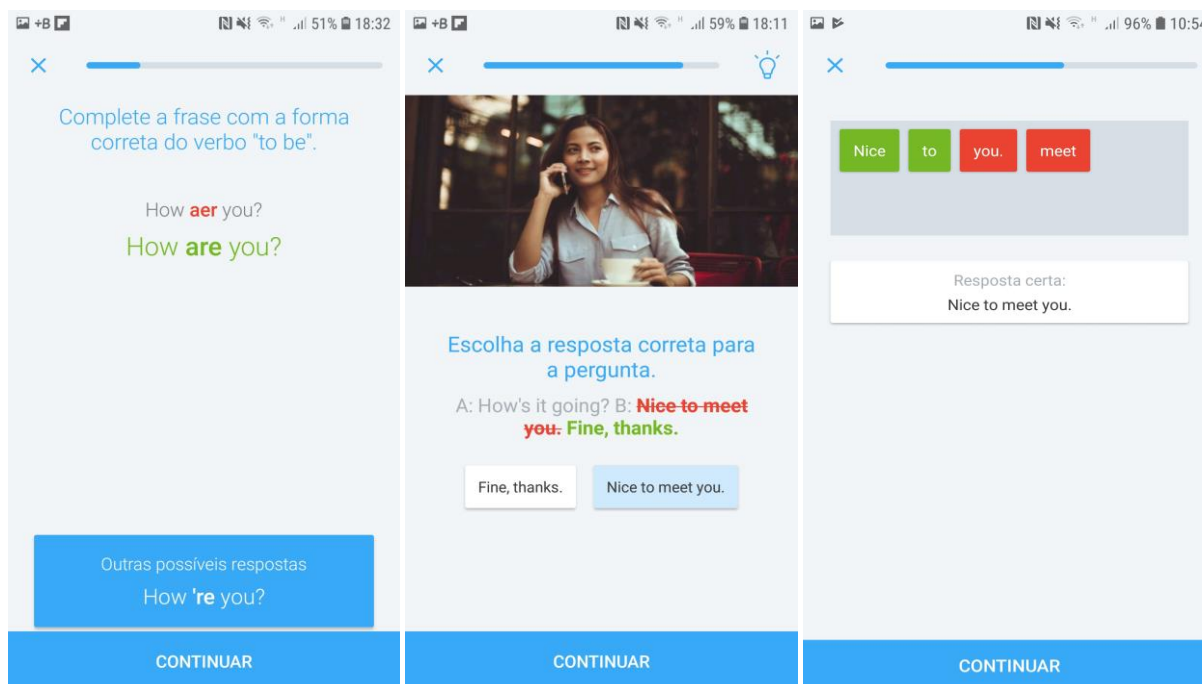 +B 51% 18:32
Complete a frase com a forma
correta do verbo "to be".
How aer you?
How are you?
Outras possíveis respostas
How 're you?
CONTINUAR
+B H 59% 18:11
Escolha a resposta correta para
a pergunta.
A: How's it going? B: Nice to meet
you. Fine, thanks.
Fine, thanks.
Nice to meet you.
CONTINUAR
H 96% 10:54
Nice to you. meet
Resposta certa:
Nice to meet you.
CONTINUAR